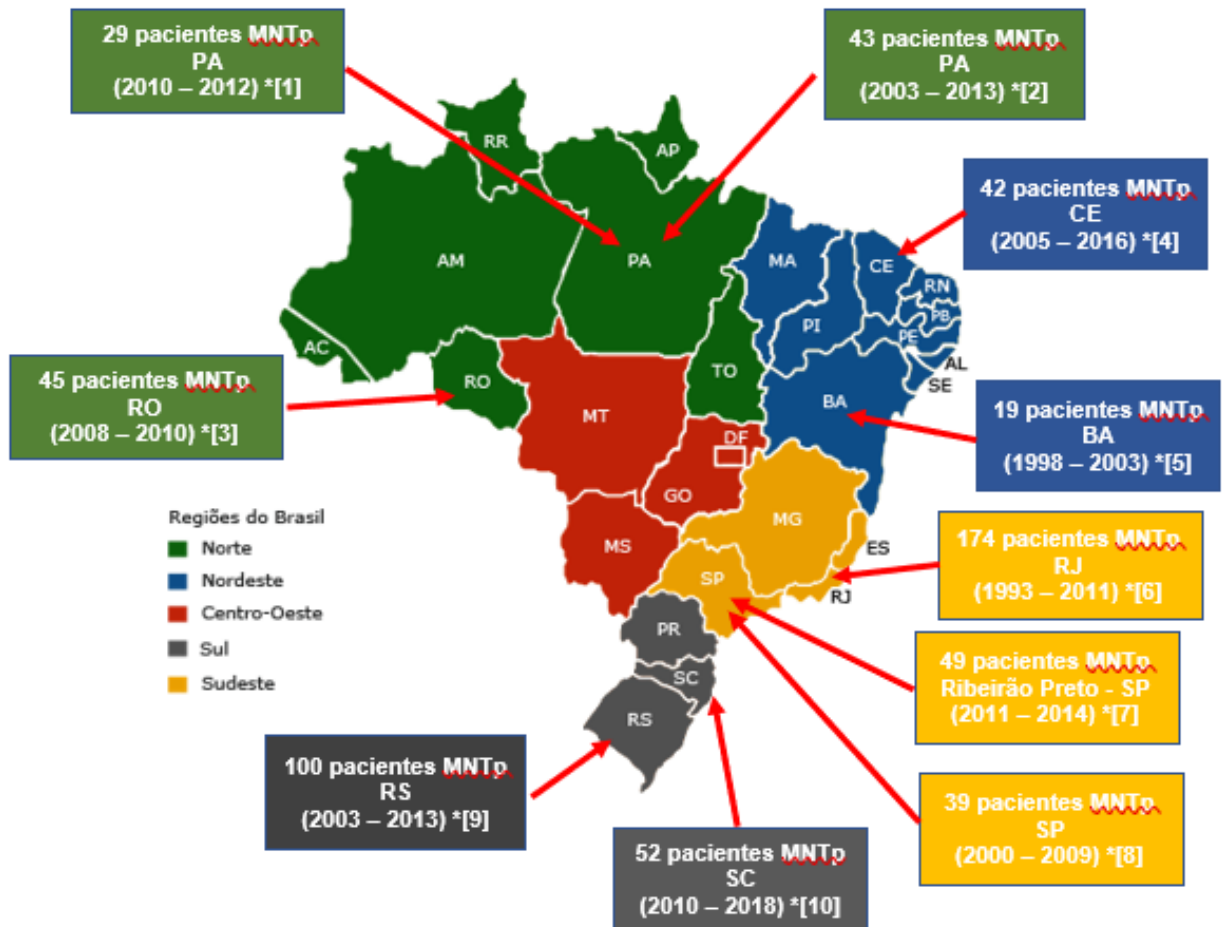 29 pacientes MNTp
PA
(2010 – 2012) *[1]
43 pacientes MNTp
PA
(2003 – 2013) *[2]
42 pacientes MNTp
CE
(2005 – 2016) *[4]
45 pacientes MNTp
RO
(2008 – 2010) *[3]
19 pacientes MNTp
BA
(1998 – 2003) *[5]
174 pacientes MNTp
RJ
(1993 – 2011) *[6]
49 pacientes MNTp
Ribeirão Preto - SP
(2011 – 2014) *[7]
39 pacientes MNTp
SP
(2000 – 2009) *[8]
100 pacientes MNTp
RS
(2003 – 2013) *[9]
52 pacientes MNTp
SC
(2010 – 2018) *[10]
RR
AP
AM
PA
MA
CE
RN
PB
PE
PI
AL
SE
AC
RO
TO
BA
MT
DF
GO
MG
ES
MS
SP
RJ
PR
SC
RS
Regiões do Brasil
Norte
Nordeste
Centro-Oeste
Sul
Sudeste